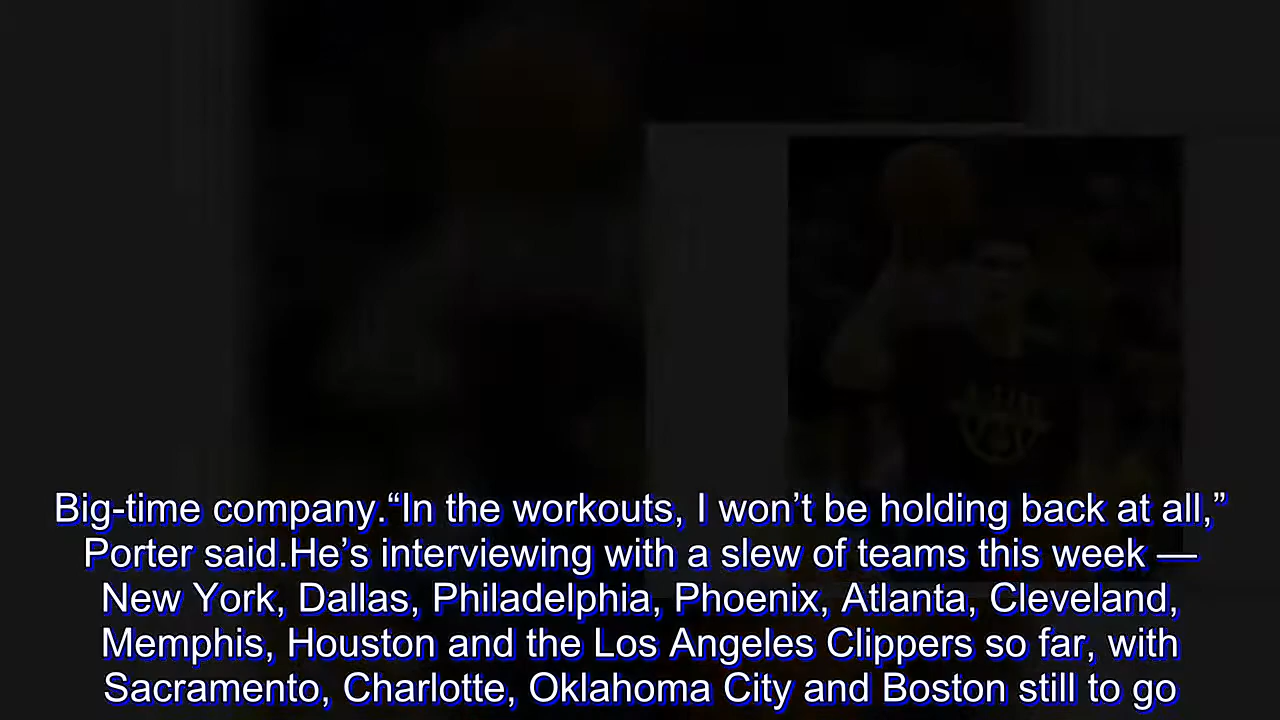 Big-time company.“In the workouts, I won’t be holding back at all,”
Porter said.He’s interviewing with a slew of teams this week —
New York, Dallas, Philadelphia, Phoenix, Atlanta, Cleveland,
Memphis, Houston and the Los Angeles Clippers so far, with
Sacramento, Charlotte, Oklahoma City and Boston still to go